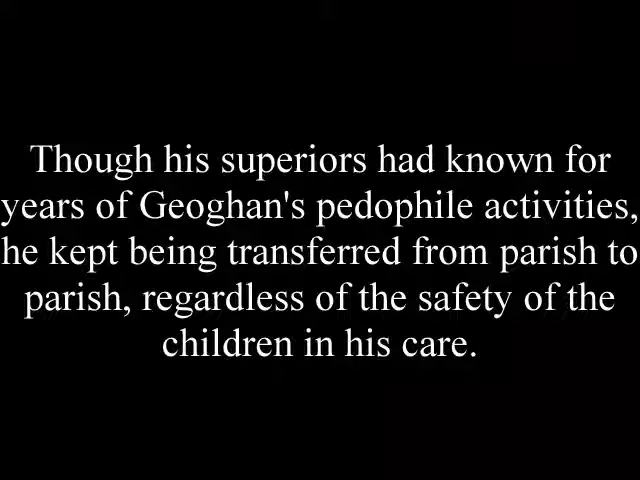 Though his superiors had known for
years of Geoghan's pedophile activities,
he kept being transferred from parish to
parish, regardless of the safety of the
children in his care.